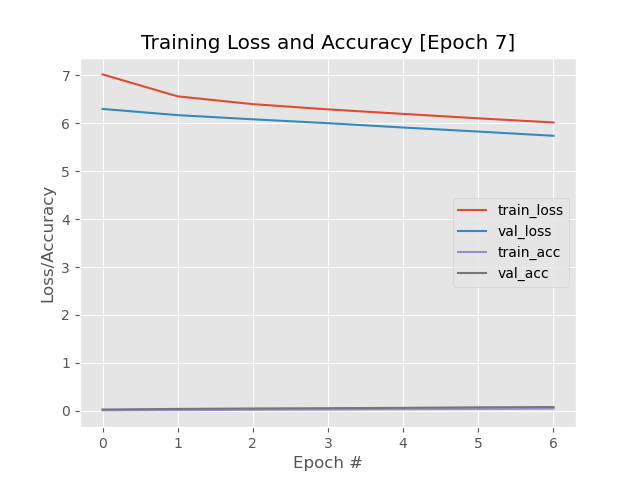 Training Loss and Accuracy [Epoch 7]
7
6
5
4
3
2
1
0
Loss/Accuracy
train_loss
val_loss
train_acc
val_acc
0 1 2 3 4 5 6
Epoch #